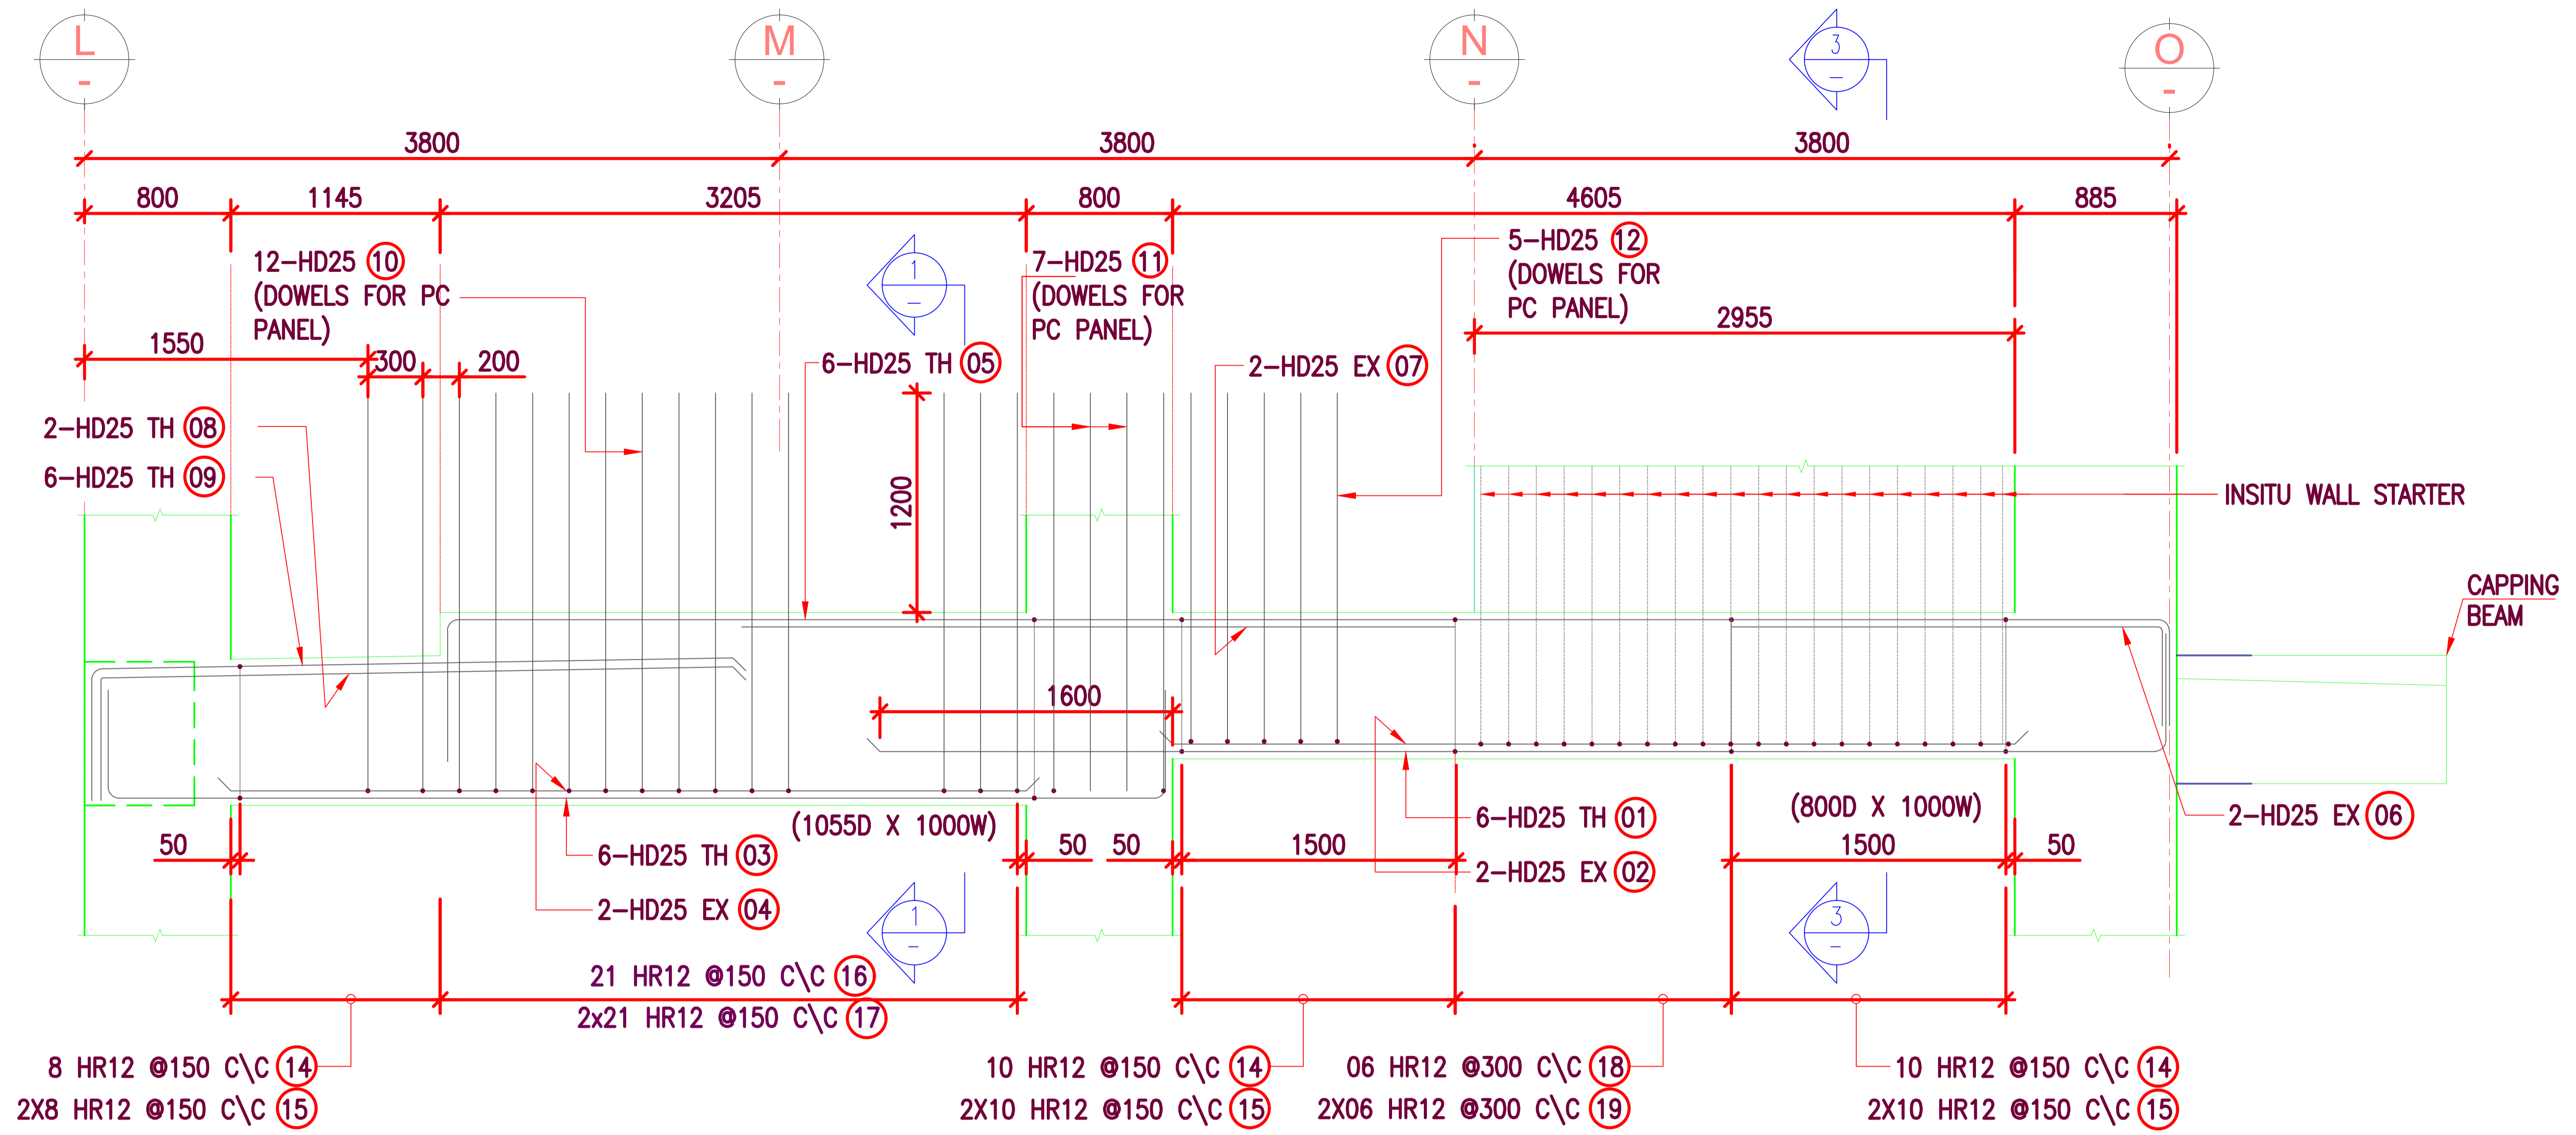 L
-
M
-
N
-
3
-
O
-
3800
3800
3800
800
1145
3205
800
4605
885
12-HD25 10
(DOWELS FOR PC
PANEL)
1
-
7-HD25 11
(DOWELS FOR
PC PANEL)
5-HD25 12
(DOWELS FOR
PC PANEL)
2955
1550
300
200
6-HD25 TH 05
2-HD25 EX 07
2-HD25 TH 08
6-HD25 TH 09
1200
INSITU WALL STARTER
CAPPING
BEAM
1600
(1055D X 1000W)
6-HD25 TH 01
(800D X 1000W)
2-HD25 EX 06
50
6-HD25 TH 03
50
50
1500
1500
50
2-HD25 EX 02
2-HD25 EX 04
1
-
3
-
21 HR12 @150 C\C 16
2x21 HR12 @150 C\C 17
8 HR12 @150 C\C 14
2X8 HR12 @150 C\C 15
10 HR12 @150 C\C 14
2X10 HR12 @150 C\C 15
06 HR12 @300 C\C 18
2X06 HR12 @300 C\C 19
10 HR12 @150 C\C 14
2X10 HR12 @150 C\C 15